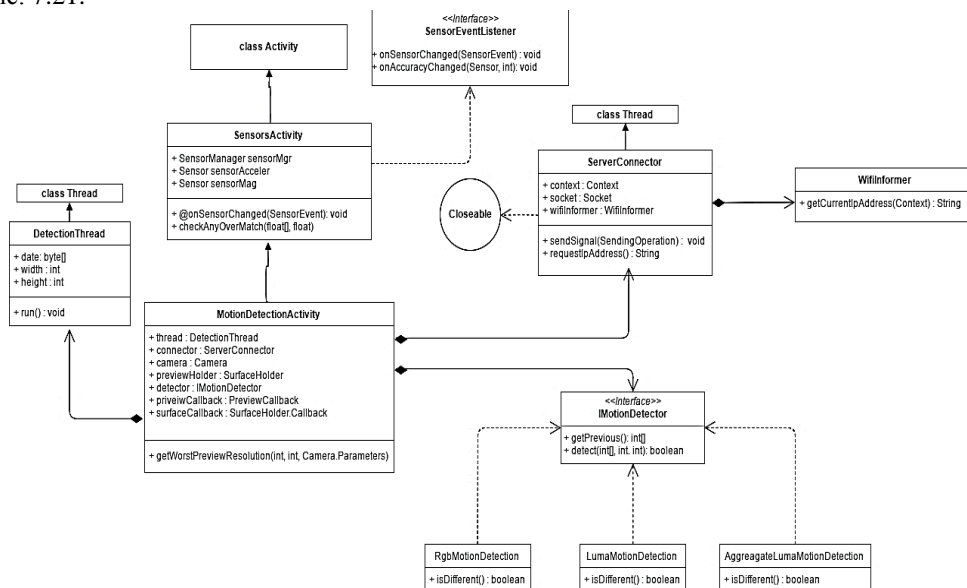 class Activity
<<Interface>>
SensorEventListener
+ onSensorChanged(SensorEvent) : void
+ onAccuracyChanged(Sensor, int): void
SensorsActivity
+ SensorManager sensorMgr
+ Sensor sensorAcceler
+ Sensor sensorMag
+ @onSensorChanged(SensorEvent): void
+ checkAnyOverMatch(float[], float)
class Thread
ServerConnector
+ context : Context
+ socket : Socket
+ wifiInformer : WifiInformer
+ sendSignal(SendingOperation) : void
+ requestIpAddress() : String
WifiInformer
+ getCurrentIpAddress(Context) : String
Closeable
class Thread
DetectionThread
+ date: byte[]
+ width : int
+ height : int
+ run() : void
MotionDetectionActivity
+ thread : DetectionThread
+ connector : ServerConnector
+ camera : Camera
+ previewHolder : SurfaceHolder
+ detector : IMotionDetector
+ priveiwCallback : PreviewCallback
+ surfaceCallback : SurfaceHolder.Callback
+ getWorstPreviewResolution(int, int, Camera.Parameters)
<<Interface>>
IMotionDetector
+ getPrevious(): int[]
+ detect(int[], int. int): boolean
RgbMotionDetection
+ isDifferent() : boolean
LumaMotionDetection
+ isDifferent() : boolean
AggreagateLumaMotionDetection
+ isDifferent() : boolean